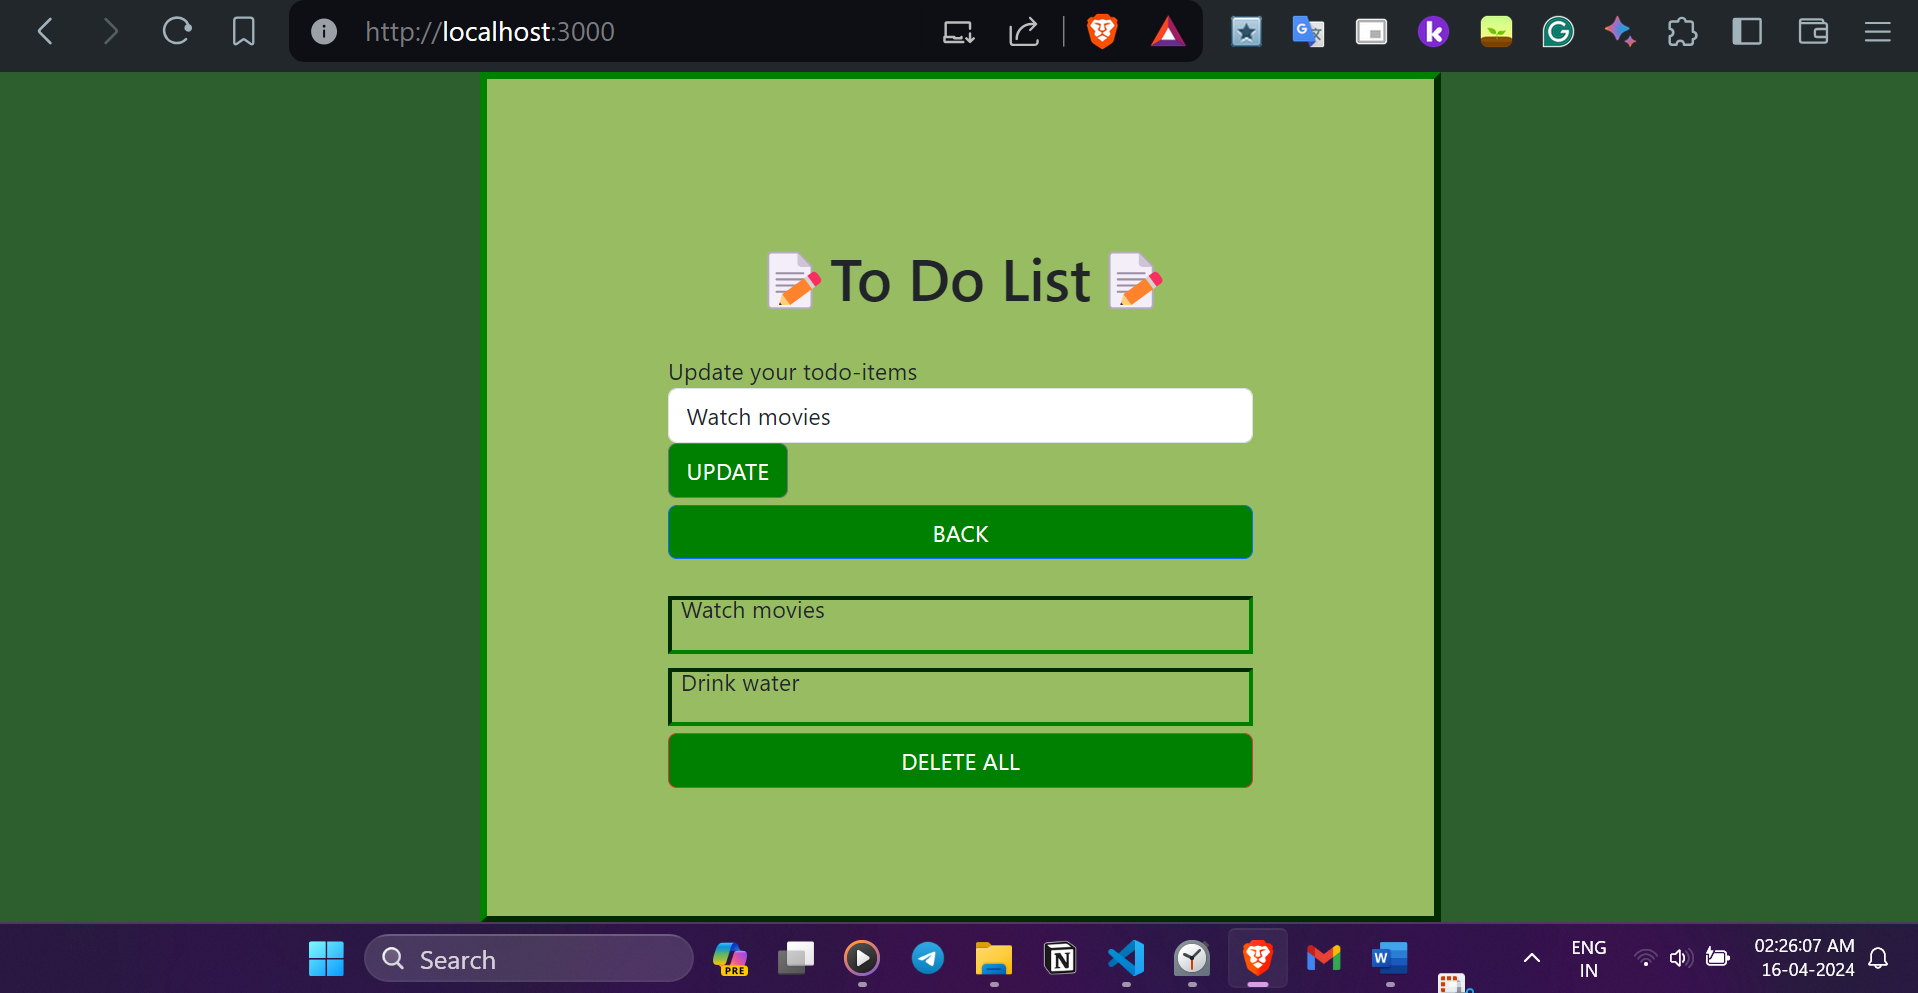 http://localhost:3000
To Do List
Update your todo-items
Watch movies
UPDATE
BACK
Watch movies
Drink water
DELETE ALL
Search
PRE
ENG
IN
02:26:07 AM
16-04-2024